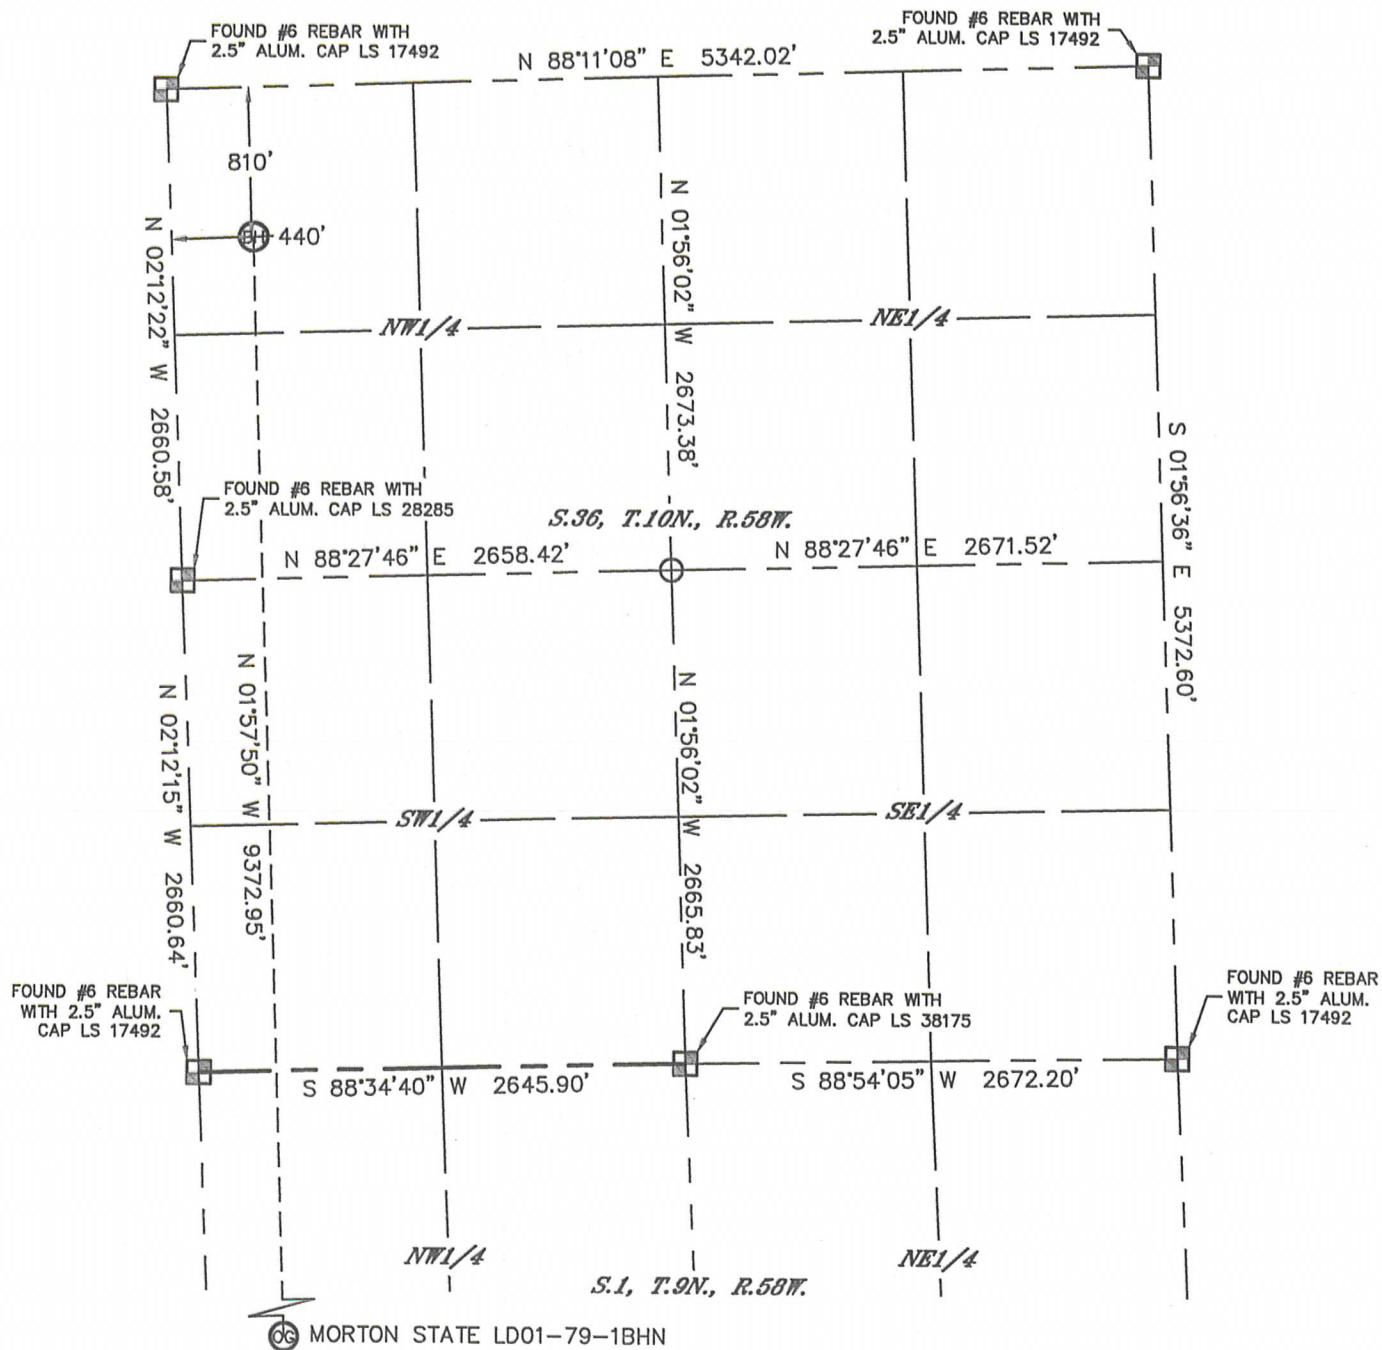 FOUND #6 REBAR WITH
2.5" ALUM. CAP LS 17492
FOUND #6 REBAR WITH
2.5" ALUM. CAP LS 17492
N 88°11'08" E 5342.02'
810'
BH
440'
N 02°12'22" W 2660.58'
N 01°56'02" W 2673.38'
NW1/4
NE1/4
S 01°56'36" E 5372.60'
FOUND #6 REBAR WITH
2.5" ALUM. CAP LS 28285
S.36, T.10N., R.58W.
N 88°27'46" E 2658.42'
N 88°27'46" E 2671.52'
N 02°12'15" W 2660.64'
N 01°57'50" W 9372.95'
N 01°56'02" W 2665.83'
SW1/4
SE1/4
FOUND #6 REBAR
WITH 2.5" ALUM.
CAP LS 17492
FOUND #6 REBAR WITH
2.5" ALUM. CAP LS 38175
FOUND #6 REBAR
WITH 2.5" ALUM.
CAP LS 17492
S 88°34'40" W 2645.90'
S 88°54'05" W 2672.20'
NW1/4
NE1/4
S.1, T.9N., R.58W.
OG MORTON STATE LD01-79-1BHN